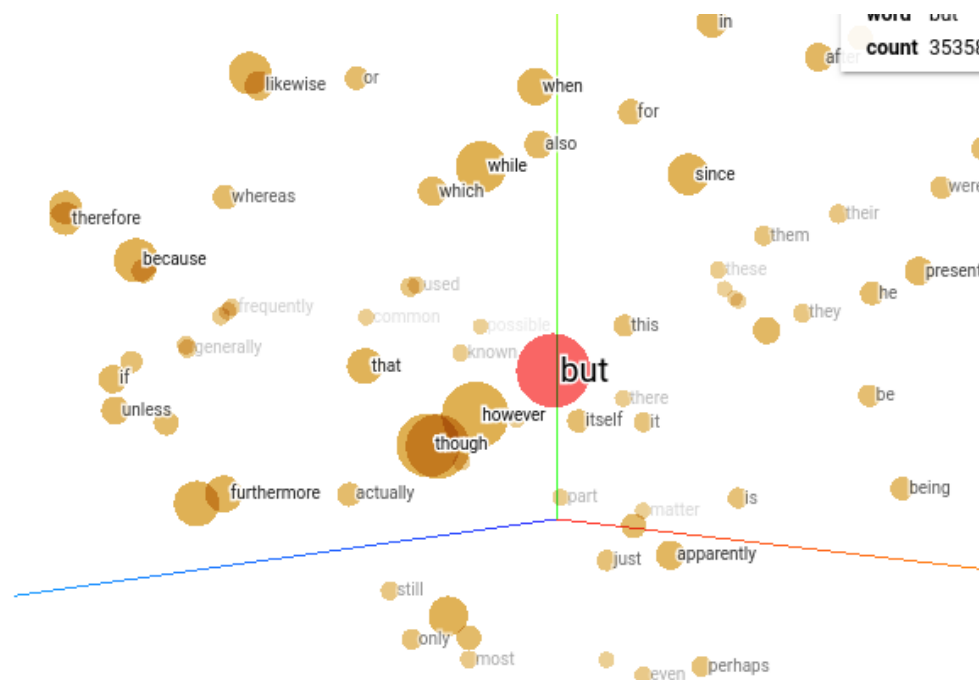 in
word but
count 35358
after
likewise
or
when
for
also
while
which
since
whereas
were
their
therefore
them
because
these
present
used
he
frequently
common
they
possible
this
generally
known
that
but
if
be
there
unless
however
itself
it
though
furthermore
actually
being
part
is
matter
apparently
just
still
only
most
perhaps
even